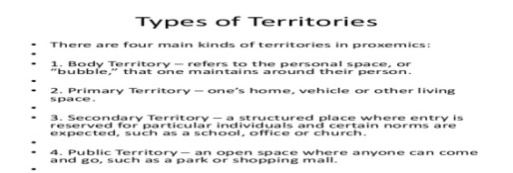 Types of Territories
• There are four main kinds of territories in proxemics:
•
• 1. Body Territory – refers to the personal space, or
"bubble," that one maintains around their person.
•
• 2. Primary Territory – one's home, vehicle or other living
space.
•
• 3. Secondary Territory – a structured place where entry is
reserved for particular individuals and certain norms are
expected, such as a school, office or church.
•
• 4. Public Territory – an open space where anyone can come
and go, such as a park or shopping mall.
•